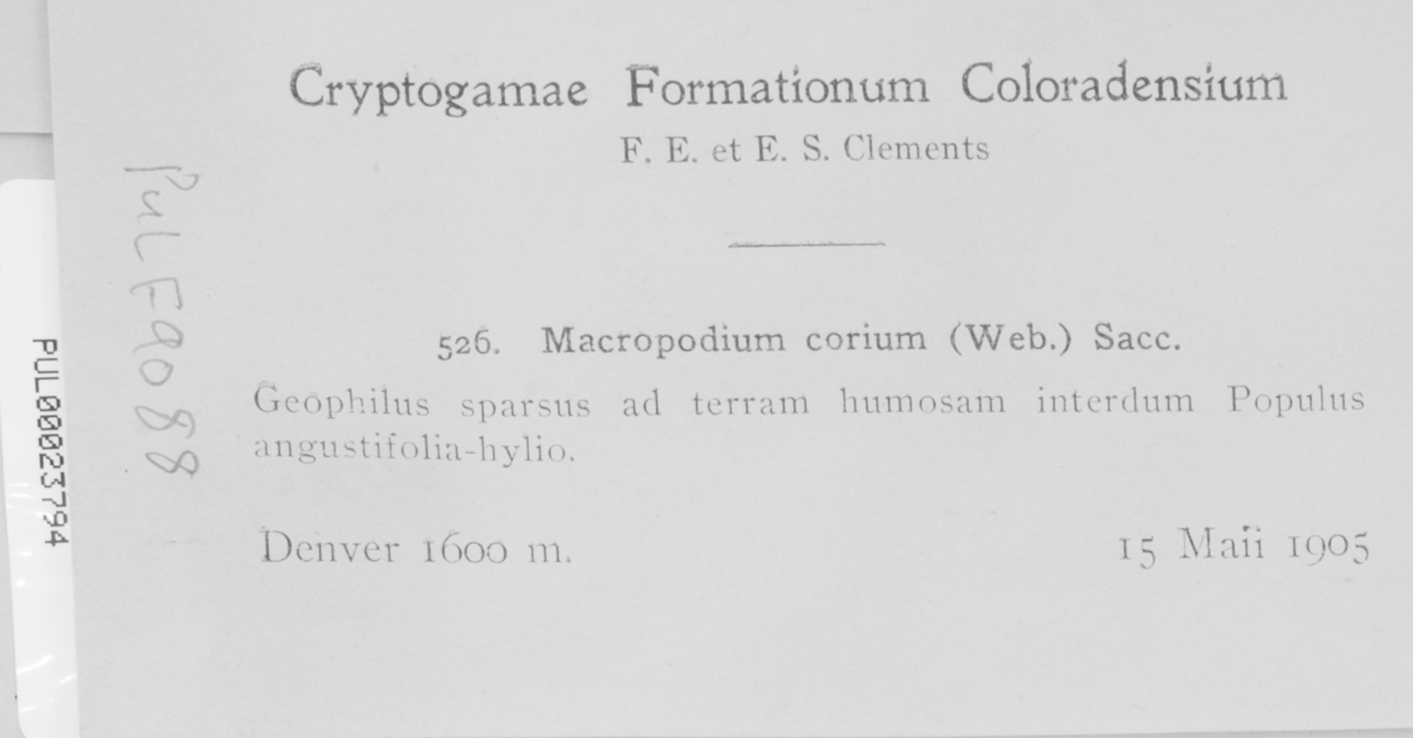 Cryptogamae Formationum Coloradensium
F. E. et E. S. Clements
526. Macropodium corium (Web.) Sacc.
Geophilus sparsus ad terram humosam interdum Populus
angustifolia-hylio.
Denver 1600 m.
15 Maii 1905
PUL F9088
PUL00023794